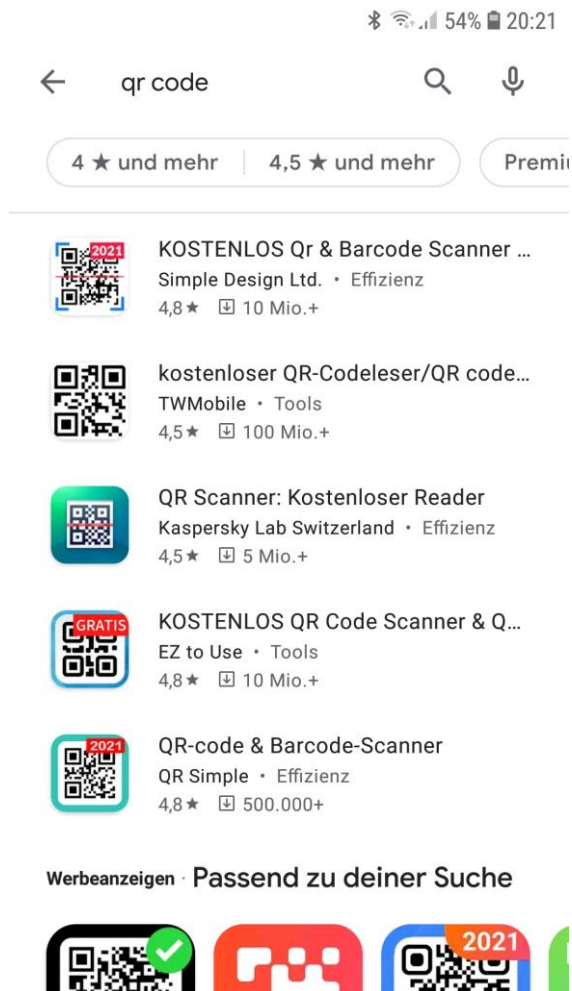 54% 20:21
qr code
4 ★ und mehr 4,5 ★ und mehr Premiu
2021
KOSTENLOS Qr & Barcode Scanner ...
Simple Design Ltd. • Effizienz
4,8★ 10 Mio.+
kostenloser QR-Codeleser/QR code...
TWMobile • Tools
4,5★ 100 Mio.+
QR Scanner: Kostenloser Reader
Kaspersky Lab Switzerland • Effizienz
4,5★ 5 Mio.+
GRATIS
KOSTENLOS QR Code Scanner & Q...
EZ to Use • Tools
4,8★ 10 Mio.+
2021
QR-code & Barcode-Scanner
QR Simple • Effizienz
4,8★ 500.000+
Werbeanzeigen · Passend zu deiner Suche
2021